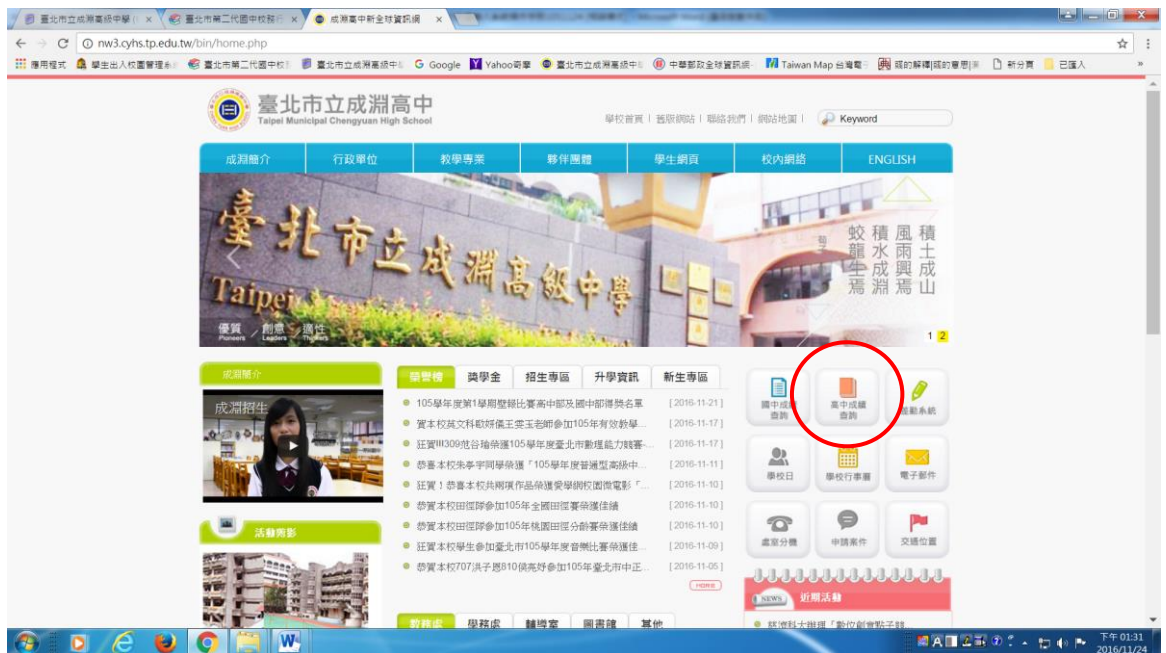 臺北市立成淵高級中學
臺北市第二代國中校務行
成淵高中新全球資訊網
nw3.cyhs.tp.edu.tw/bin/home.php
應用程式
學生出入校園管理系
臺北市第二代國中校
臺北市立成淵高級中
Google
Yahoo奇摩
臺北市立成淵高級中
中華郵政全球資訊網-
Taiwan Map 台灣電
新分頁
已匯入
»
臺北市立成淵高中
Taipei Municipal Chengyuan High School
學校首頁 | 舊版網站 | 聯絡我們 | 網站地圖 |
Keyword
成淵簡介
行政單位
教學專業
夥伴團體
學生網頁
校內網絡
ENGLISH
臺北市立成淵高級中學
Taipei
積土成山
風雨興焉
積水成淵
蛟龍生焉
荀子
優質 / 創意 / 適性
Pioneers Leaders Thinkers
1 2
成淵簡介
成淵招生
活動剪影
榮譽榜
獎學金
招生專區
升學資訊
新生專區
105學年度第1學期壁報比賽高中部及國中部得獎名單 [2016-11-21]
賀本校英文科歐妤儀王雯玉老師參加105年有效教學... [2016-11-17]
狂賀!!!309范谷瑜榮獲105學年度臺北市數理能力競賽-... [2016-11-17]
恭喜本校朱亭宇同學榮獲「105學年度普通型高級中... [2016-11-11]
狂賀！恭喜本校共兩項作品榮獲愛學網校園微電影「... [2016-11-10]
恭賀本校田徑隊參加105年全國田徑賽榮獲佳績 [2016-11-10]
恭賀本校田徑隊參加105年桃園田徑分齡賽榮獲佳績 [2016-11-10]
狂賀本校學生參加臺北市105學年度音樂比賽榮獲佳... [2016-11-09]
恭賀本校707洪子恩810侯亮妤參加105年臺北市中正... [2016-11-05]
MORE
教務處
學務處
輔導室
圖書館
其他
國中成績
查詢
高中成績
查詢
差勤系統
學校日
學校行事曆
電子郵件
處室分機
申請案件
交通位置
NEWS
近期活動
下午 01:31
2016/11/24